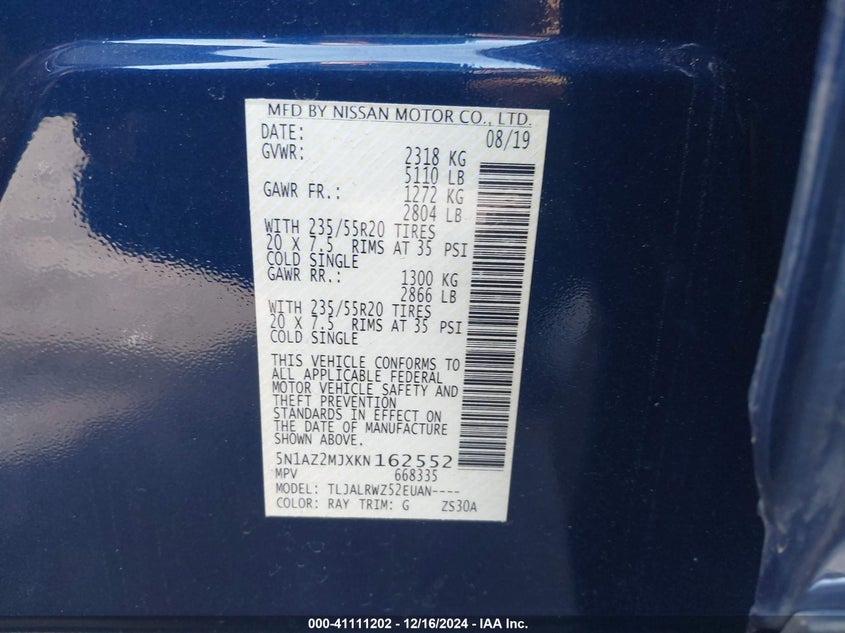 MFD BY NISSAN MOTOR CO., LTD.
DATE: 08/19
GVWR: 2318 KG
5110 LB
GAWR FR.: 1272 KG
2804 LB
WITH 235/55R20 TIRES
20 X 7.5 RIMS AT 35 PSI
COLD SINGLE
GAWR RR.: 1300 KG
2866 LB
WITH 235/55R20 TIRES
20 X 7.5 RIMS AT 35 PSI
COLD SINGLE
THIS VEHICLE CONFORMS TO
ALL APPLICABLE FEDERAL
MOTOR VEHICLE SAFETY AND
THEFT PREVENTION
STANDARDS IN EFFECT ON
THE DATE OF MANUFACTURE
SHOWN ABOVE.
5N1AZ2MJXKN162552
MPV 668335
MODEL: TLJALRWZ52EUAN----
COLOR: RAY TRIM: G ZS30A
000-41111202 - 12/16/2024 - IAA Inc.